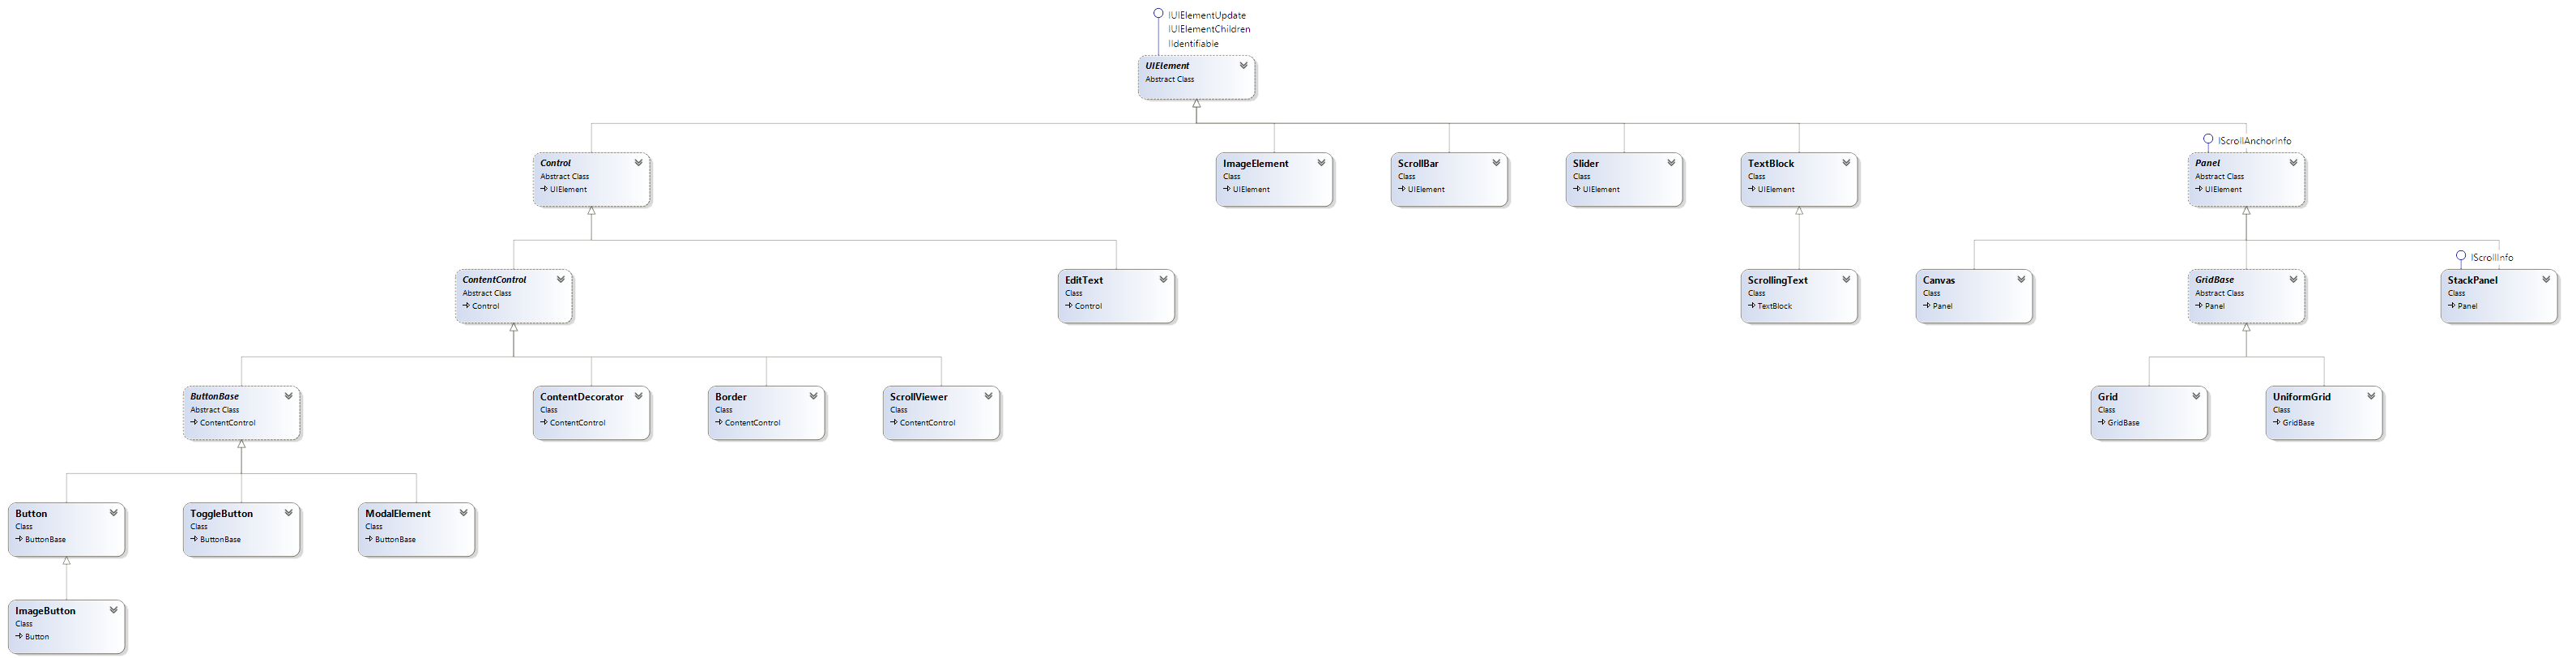 IUIElementUpdate
IUIElementChildren
IIdentifiable
UIElement
Abstract Class
IScrollAnchorInfo
Control
Abstract Class
UIElement
ImageElement
Class
UIElement
ScrollBar
Class
UIElement
Slider
Class
UIElement
TextBlock
Class
UIElement
Panel
Abstract Class
UIElement
IScrollInfo
ContentControl
Abstract Class
Control
EditText
Class
Control
ScrollingText
Class
TextBlock
Canvas
Class
Panel
GridBase
Abstract Class
Panel
StackPanel
Class
Panel
ButtonBase
Abstract Class
ContentControl
ContentDecorator
Class
ContentControl
Border
Class
ContentControl
ScrollViewer
Class
ContentControl
Grid
Class
GridBase
UniformGrid
Class
GridBase
Button
Class
ButtonBase
ToggleButton
Class
ButtonBase
ModalElement
Class
ButtonBase
ImageButton
Class
Button